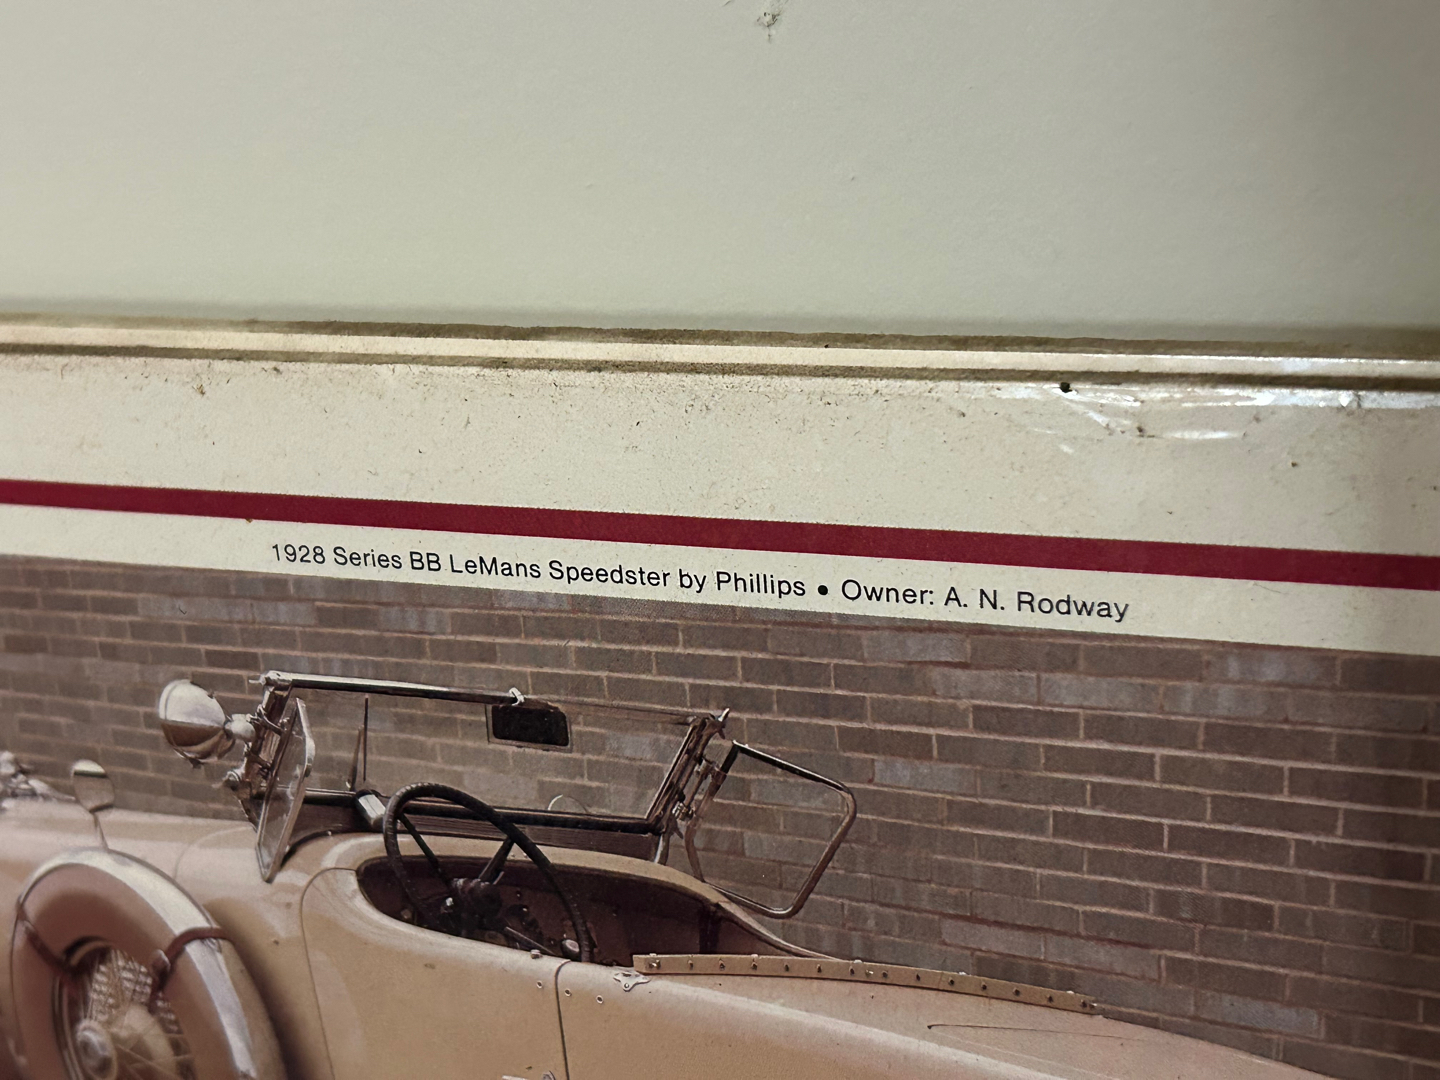 1928 Series BB LeMans Speedster by Phillips • Owner: A. N. Rodway